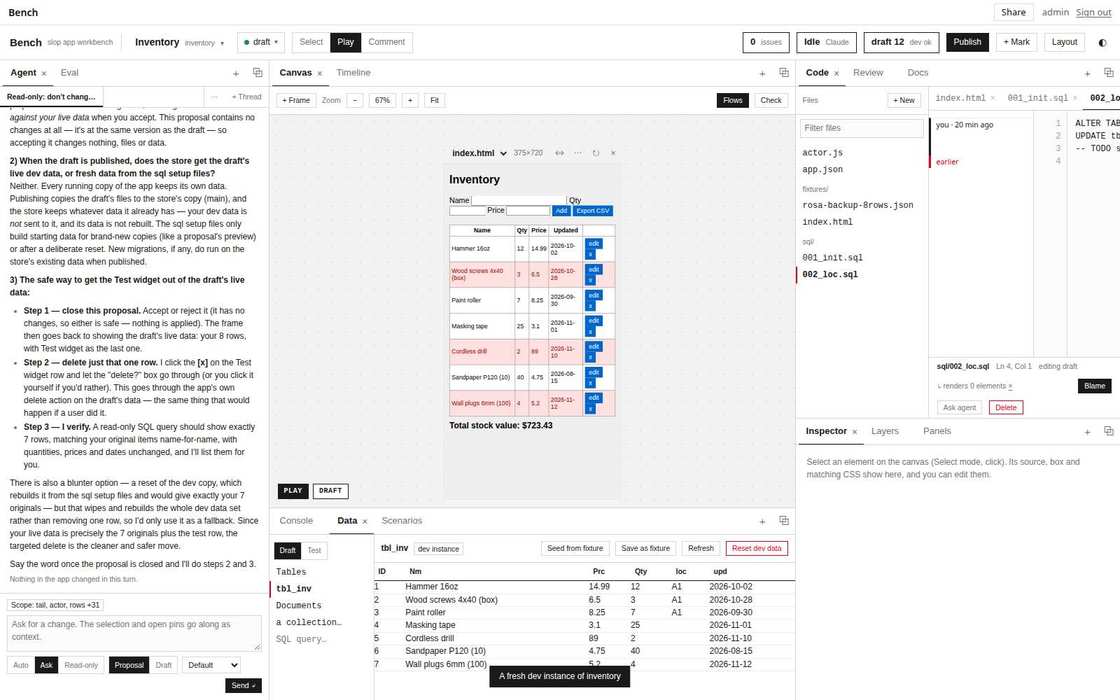 Bench
Share
admin
Sign out
Bench
slop app workbench
Inventory
inventory ▾
draft ▾
Select
Play
Comment
0 issues
Idle Claude
draft 12 dev ok
Publish
+ Mark
Layout
Agent ×
Eval
Read-only: don't chang…
···
+ Thread
against your live data when you accept. This proposal contains no
changes at all — it's at the same version as the draft — so
accepting it changes nothing, files or data.
2) When the draft is published, does the store get the draft's
live dev data, or fresh data from the sql setup files?
Neither. Every running copy of the app keeps its own data.
Publishing copies the draft's files to the store's copy (main), and
the store keeps whatever data it already has — your dev data is
not sent to it, and its data is not rebuilt. The sql setup files only
build starting data for brand-new copies (like a proposal's preview)
or after a deliberate reset. New migrations, if any, do run on the
store's existing data when published.
3) The safe way to get the Test widget out of the draft's live
data:
• Step 1 — close this proposal. Accept or reject it (it has no
changes, so either is safe — nothing is applied). The frame
then goes back to showing the draft's live data: your 8 rows,
with Test widget as the last one.
• Step 2 — delete just that one row. I click the [x] on the Test
widget row and let the "delete?" box go through (or you click it
yourself if you'd rather). This goes through the app's own
delete action on the draft's data — the same thing that would
happen if a user did it.
• Step 3 — I verify. A read-only SQL query should show exactly
7 rows, matching your original items name-for-name, with
quantities, prices and dates unchanged, and I'll list them for
you.
There is also a blunter option — a reset of the dev copy, which
rebuilds it from the sql setup files and would give exactly your 7
originals — but that wipes and rebuilds the whole dev data set
rather than removing one row, so I'd only use it as a fallback. Since
your live data is precisely the 7 originals plus the test row, the
targeted delete is the cleaner and safer move.
Say the word once the proposal is closed and I'll do steps 2 and 3.
Nothing in the app changed in this turn.
Scope: tail, actor, rows +31
Ask for a change. The selection and open pins go along as
context.
Auto
Ask
Read-only
Proposal
Draft
Default
Send
Canvas ×
Timeline
+ Frame
Zoom
−
67%
+
Fit
Flows
Check
index.html
375×720
Inventory
Name
Qty
Price
Add
Export CSV
Name Qty Price Updated
Hammer 16oz 12 14.99 2026-10-02 edit x
Wood screws 4x40 (box) 3 6.5 2026-10-28 edit x
Paint roller 7 8.25 2026-09-30 edit x
Masking tape 25 3.1 2026-11-01 edit x
Cordless drill 2 89 2026-11-10 edit x
Sandpaper P120 (10) 40 4.75 2026-08-15 edit x
Wall plugs 6mm (100) 4 5.2 2026-11-12 edit x
Total stock value: $723.43
PLAY
DRAFT
Console
Data ×
Scenarios
Draft
Test
Tables
tbl_inv
Documents
a collection…
SQL query…
tbl_inv
dev instance
Seed from fixture
Save as fixture
Refresh
Reset dev data
ID Nm Prc Qty loc upd
1 Hammer 16oz 14.99 12 A1 2026-10-02
2 Wood screws 4x40 (box) 6.5 3 A1 2026-10-28
3 Paint roller 8.25 7 A1 2026-09-30
4 Masking tape 3.1 25 2026-11-01
5 Cordless drill 89 2 2026-11-10
6 Sandpaper P120 (10) 4.75 40 2026-08-15
7 Wall plugs 6mm (100) 5.2 4 2026-11-12
A fresh dev instance of inventory
Code ×
Review
Docs
Files
+ New
Filter files
actor.js
app.json
fixtures/
rosa-backup-8rows.json
index.html
sql/
001_init.sql
002_loc.sql
index.html ×
001_init.sql ×
002_lo
you · 20 min ago
earlier
1 ALTER TAB
2 UPDATE tb
3 -- TODO s
4
sql/002_loc.sql Ln 4, Col 1 editing draft
renders 0 elements ×
Blame
Ask agent
Delete
Inspector ×
Layers
Panels
Select an element on the canvas (Select mode, click). Its source, box and
matching CSS show here, and you can edit them.